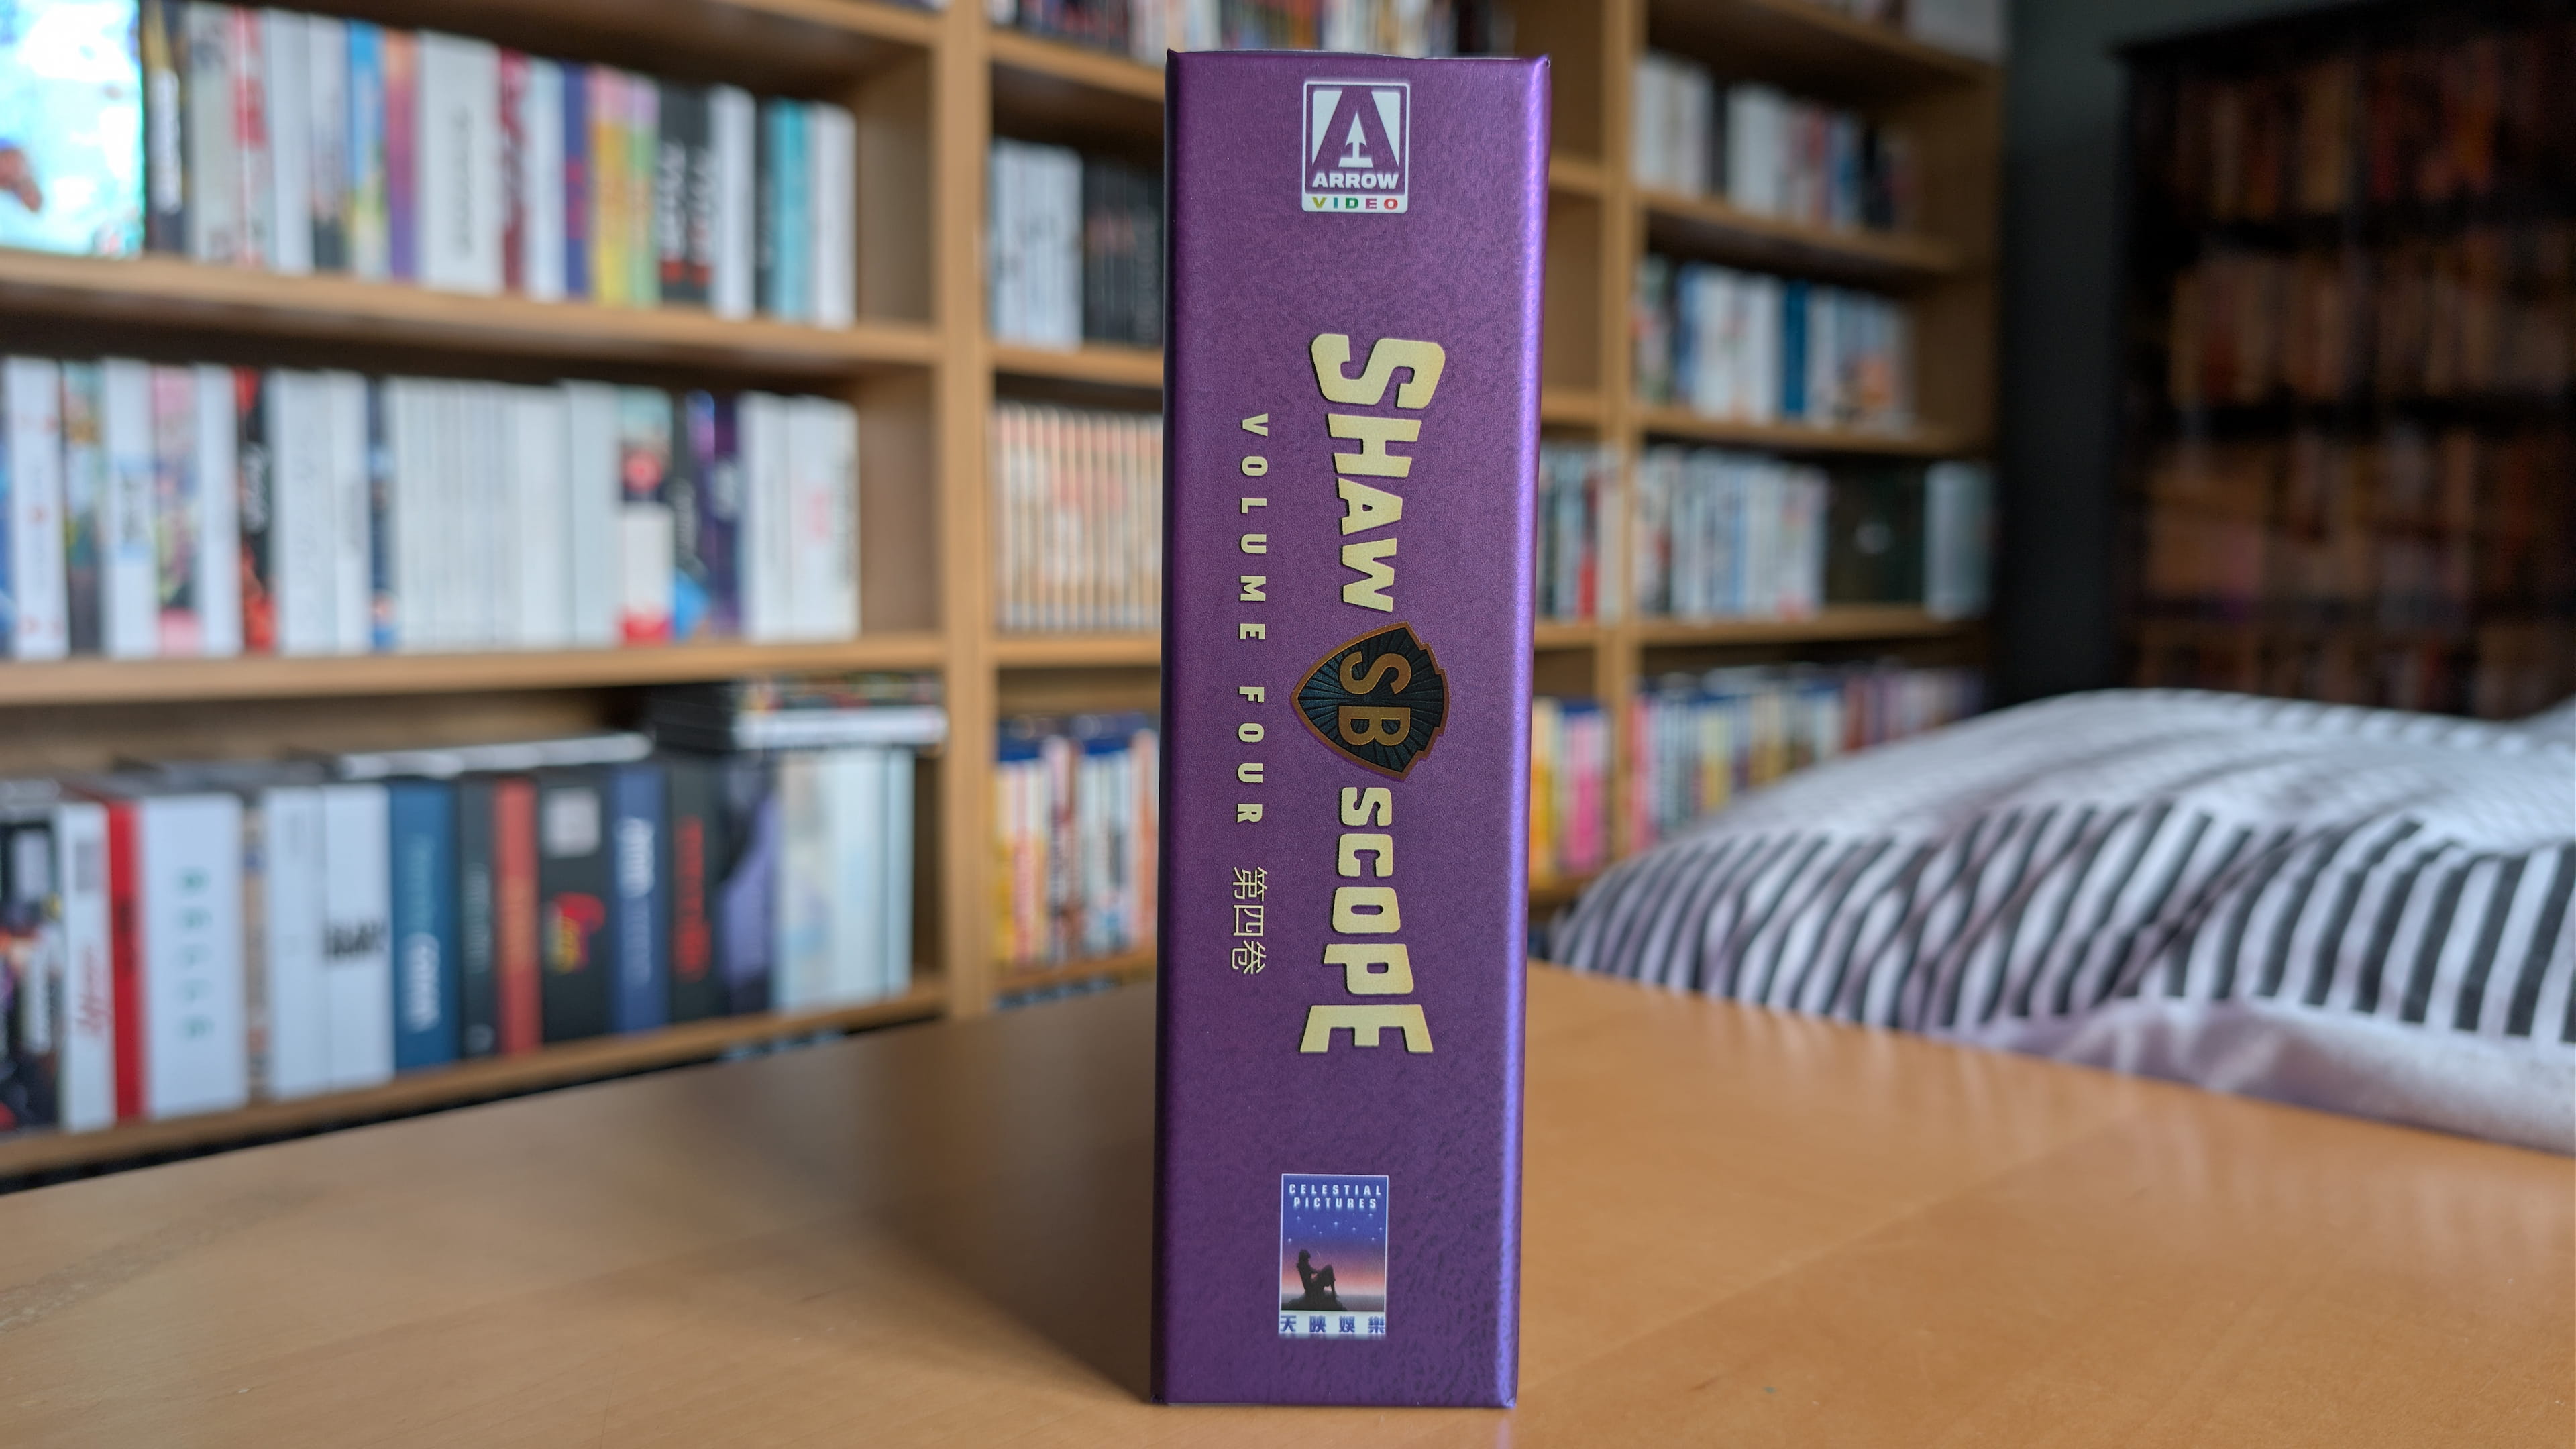 ARROW
VIDEO
SHAW SB SCOPE
VOLUME FOUR 第四卷
CELESTIAL
PICTURES
天映娛樂